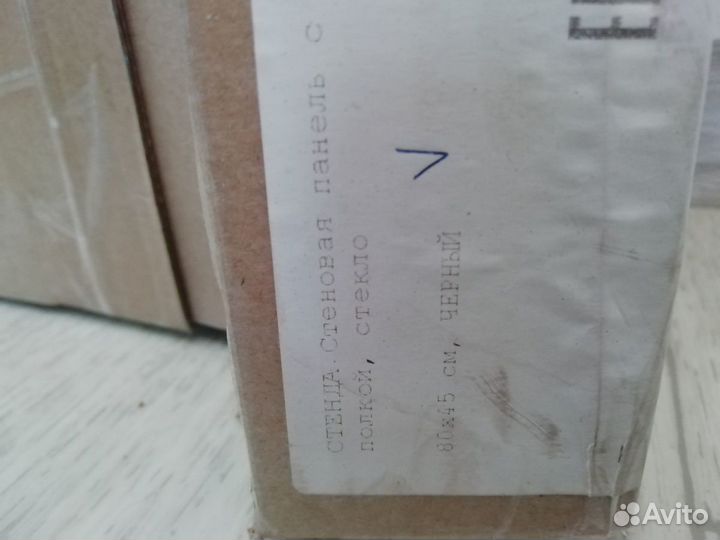 СТЕНДА.Стеновая панель с
полкой, стекло
80x45 см, ЧЕРНЫЙ
Avito